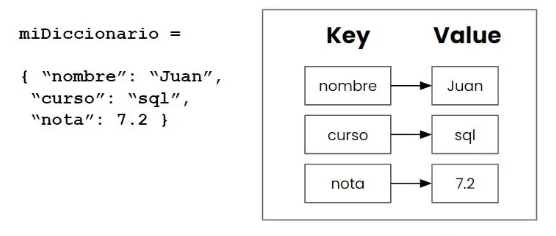 miDiccionario =
{ “nombre”: “Juan”,
“curso”: “sql”,
“nota”: 7.2 }
Key Value
nombre Juan
curso sql
nota 7.2